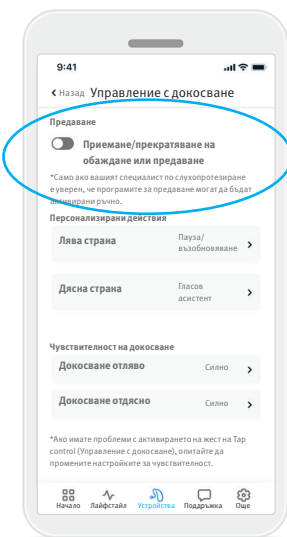 9:41
Назад Управление с докосване
Предаване
Приемане/прекратяване на
обаждане или предаване
*Само ако вашият специалист по слухопротезиране
е уверен, че програмите за предаване могат да бъдат
активирани ръчно.
Персонализирани действия
Лява страна
Пауза/
възобновяване
Дясна страна
Гласов
асистент
Чувствителност на докосване
Докосване отляво Силно
Докосване отдясно Силно
*Ако имате проблеми с активирането на жест на Tap
control (Управление с докосване), опитайте да
промените настройките за чувствителност.
Начало Лайфстайл Устройства Поддръжка Още